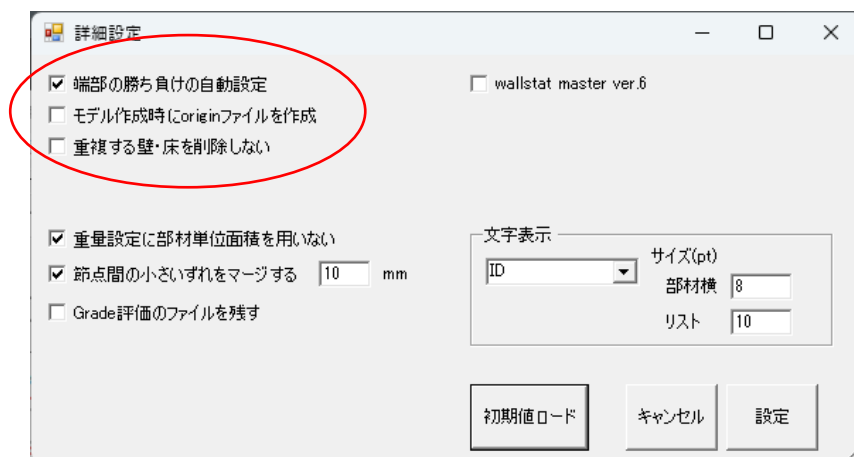 詳細設定
端部の勝ち負けの自動設定
wallstat master ver.6
モデル作成時にoriginファイルを作成
重複する壁・床を削除しない
重量設定に部材単位面積を用いない
節点間の小さいずれをマージする 10 mm
Grade評価のファイルを残す
文字表示
ID
サイズ(pt)
部材横 8
リスト 10
初期値ロード キャンセル 設定